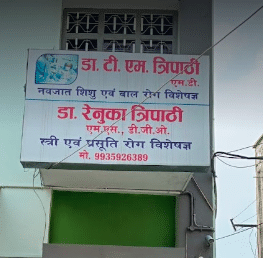 डा. टी. एम. त्रिपाठी
एम.डी.
नवजात शिशु एवं बाल रोग विशेषज्ञ
डा. रेनुका त्रिपाठी
एम.एस., डी.जी.ओ.
स्त्री एवं प्रसूति रोग विशेषज्ञ
मो. 9935926389